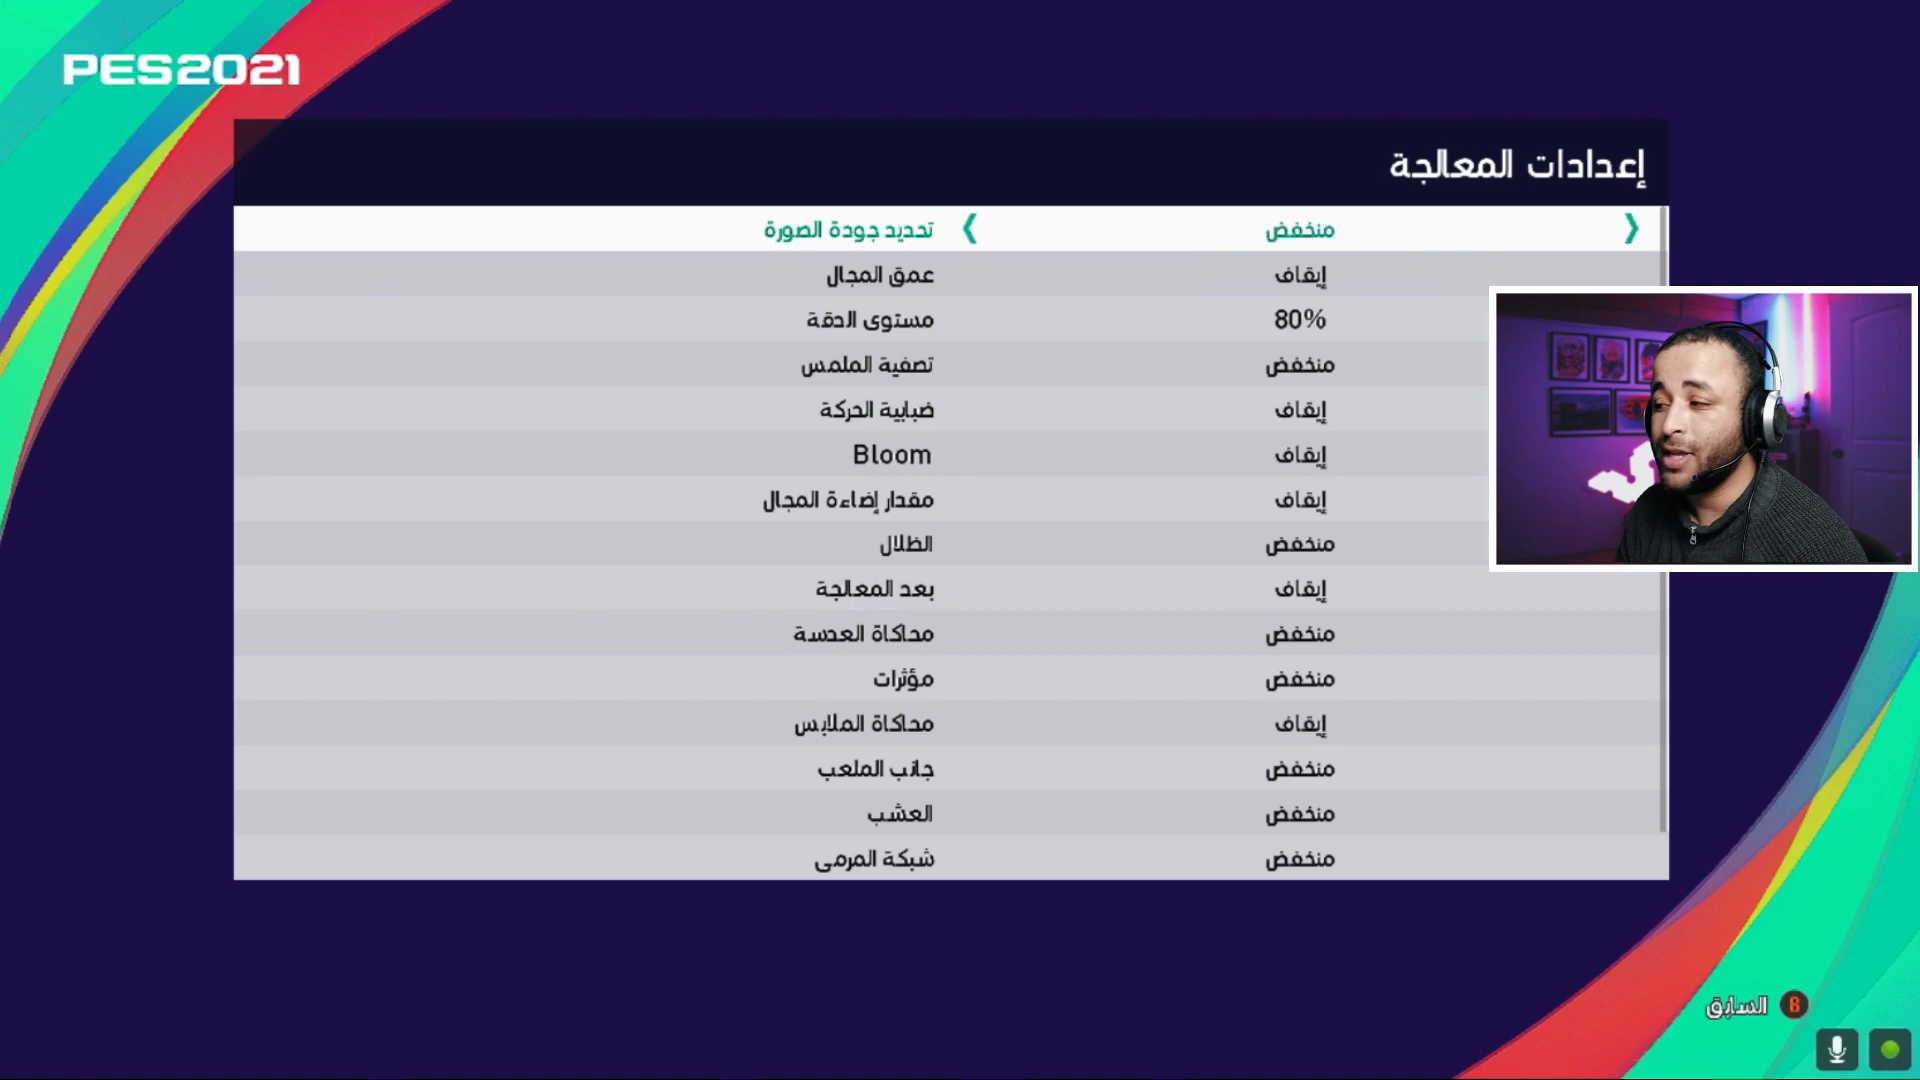 PES2021
إعدادات المعالجة
تحديد جودة الصورة منخفض
عمق المجال إيقاف
مستوى الدقة 80%
تصفية الملمس منخفض
ضبابية الحركة إيقاف
Bloom إيقاف
مقدار إضاءة المجال إيقاف
الظلال منخفض
بعد المعالجة إيقاف
محاكاة العدسة منخفض
مؤثرات منخفض
محاكاة الملابس إيقاف
جانب الملعب منخفض
العشب منخفض
شبكة المرمى منخفض
B السابق